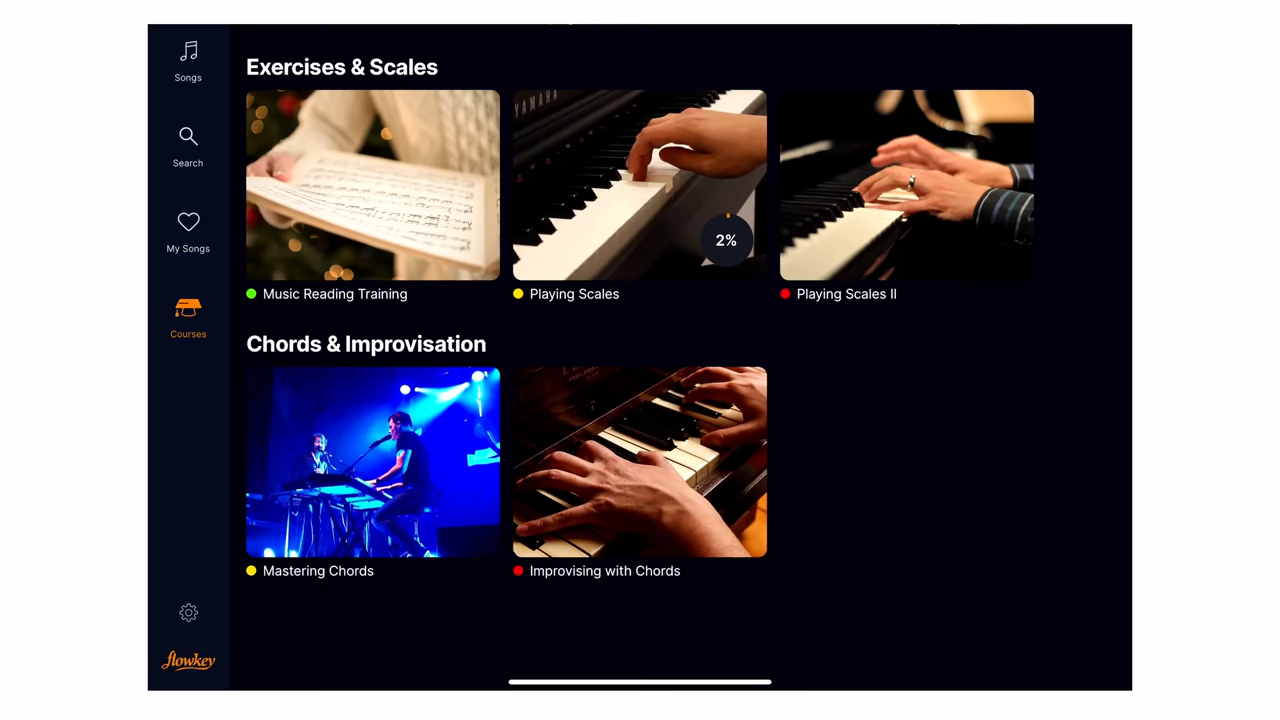 Songs
Search
My Songs
Courses
flowkey
Exercises & Scales
YAMAHA
2%
Music Reading Training
Playing Scales
Playing Scales II
Chords & Improvisation
Mastering Chords
Improvising with Chords